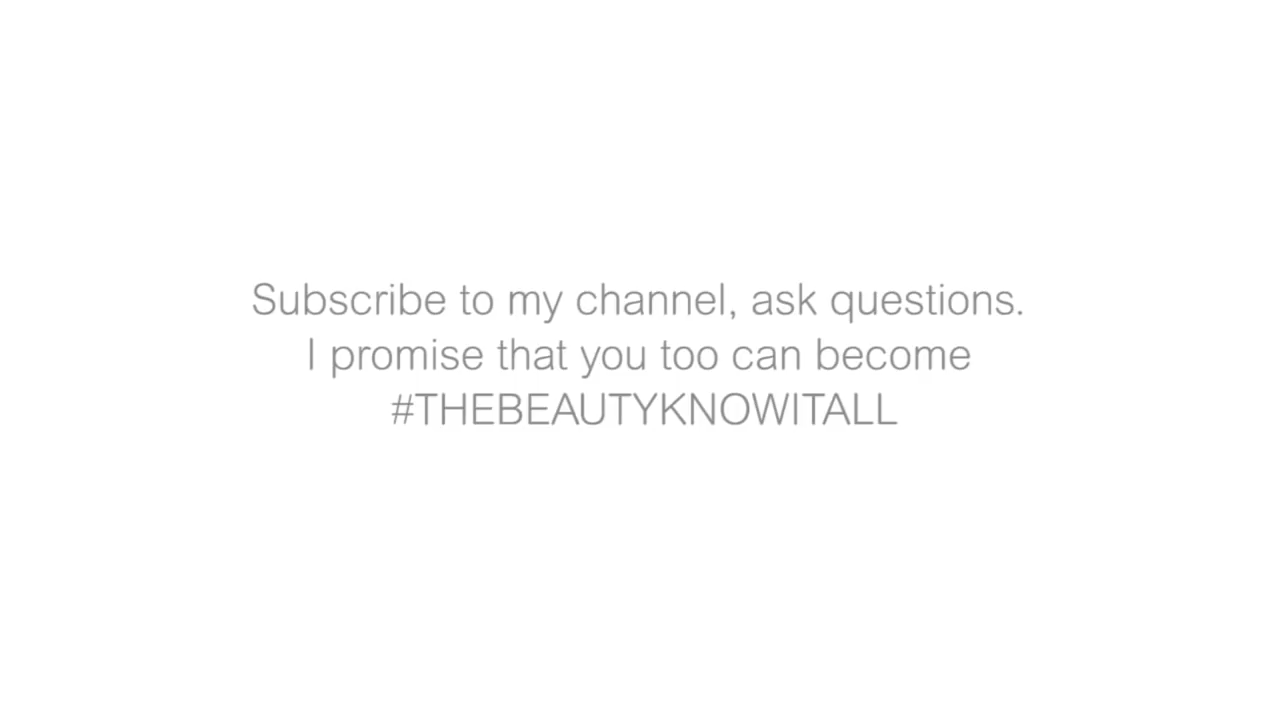 Subscribe to my channel, ask questions.
I promise that you too can become
#THEBEAUTYKNOWITALL